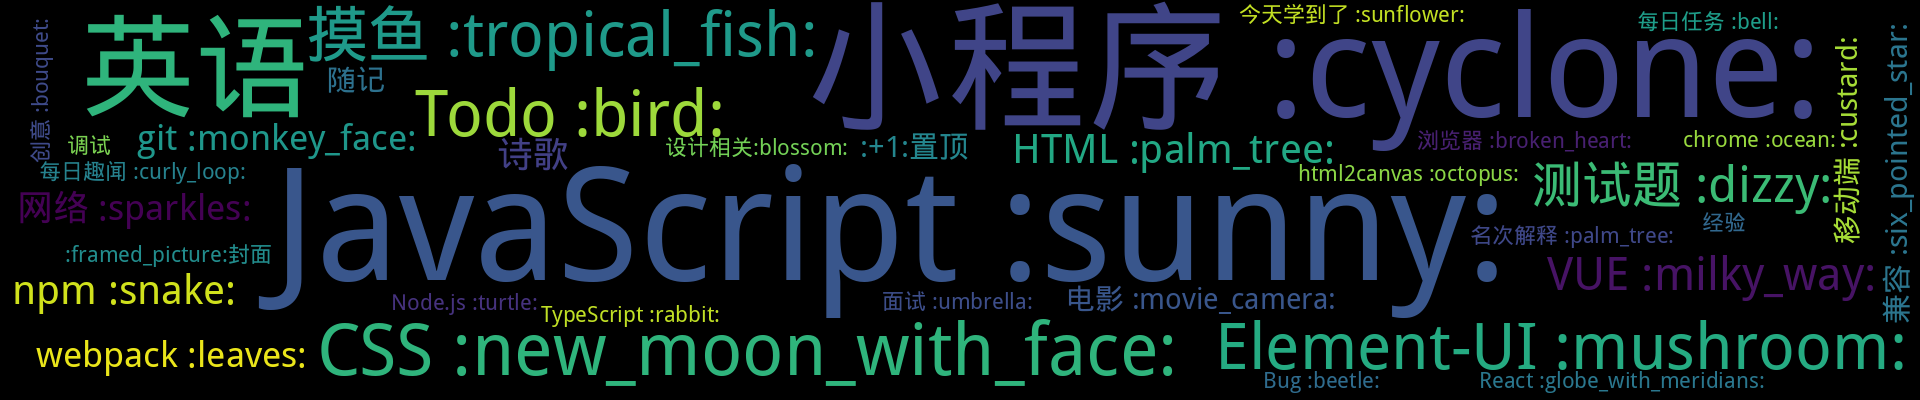 创意 :bouquet:
英语
摸鱼 :tropical_fish:
小程序 :cyclone:
今天学到了 :sunflower:
每日任务 :bell:
随记
Todo :bird:
调试
git :monkey_face:
诗歌
设计相关:blossom:
:+1:置顶
HTML :palm_tree:
浏览器 :broken_heart:
chrome :ocean:
移动端 :custard:
兼容 :six_pointed_star:
每日趣闻 :curly_loop:
html2canvas :octopus:
测试题 :dizzy:
网络 :sparkles:
JavaScript :sunny:
名次解释 :palm_tree:
经验
:framed_picture:封面
VUE :milky_way:
npm :snake:
Node.js :turtle:
TypeScript :rabbit:
面试 :umbrella:
电影 :movie_camera:
webpack :leaves:
CSS :new_moon_with_face:
Element-UI :mushroom:
Bug :beetle:
React :globe_with_meridians: